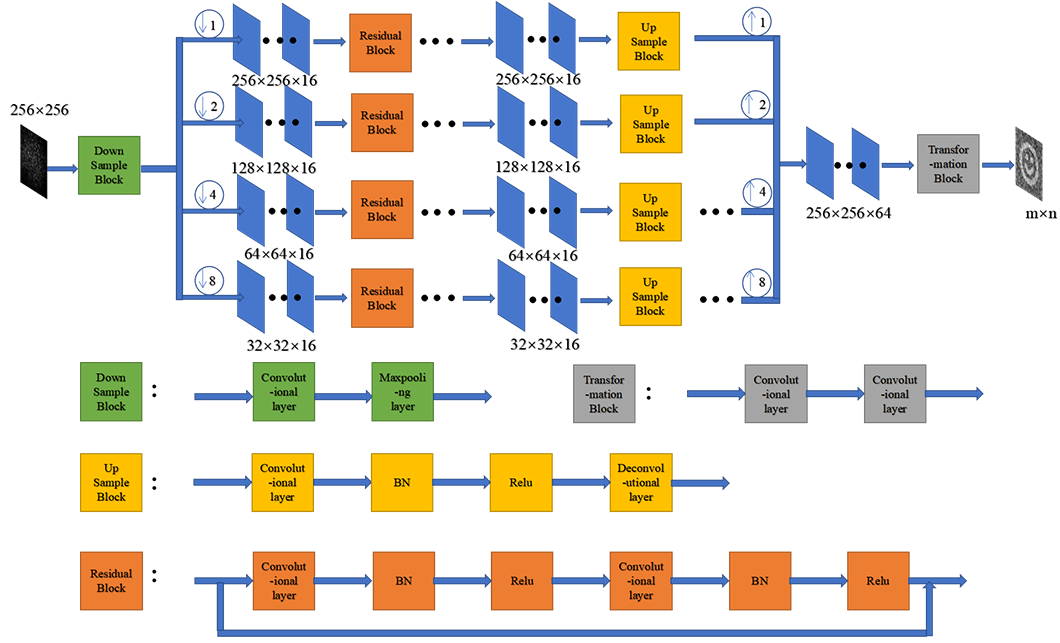 256×256
Down
Sample
Block
↓1
256×256×16
Residual
Block
256×256×16
Up
Sample
Block
↑1
↓2
128×128×16
Residual
Block
128×128×16
Up
Sample
Block
↑2
↓4
64×64×16
Residual
Block
64×64×16
Up
Sample
Block
↑4
↓8
32×32×16
Residual
Block
32×32×16
Up
Sample
Block
↑8
256×256×64
Transfor
-mation
Block
m×n
Down
Sample
Block
:
Convolut
-ional
layer
Maxpooli
-ng
layer
Transfor
-mation
Block
:
Convolut
-ional
layer
Convolut
-ional
layer
Up
Sample
Block
:
Convolut
-ional
layer
BN
Relu
Deconvol
-utional
layer
Residual
Block
:
Convolut
-ional
layer
BN
Relu
Convolut
-ional
layer
BN
Relu